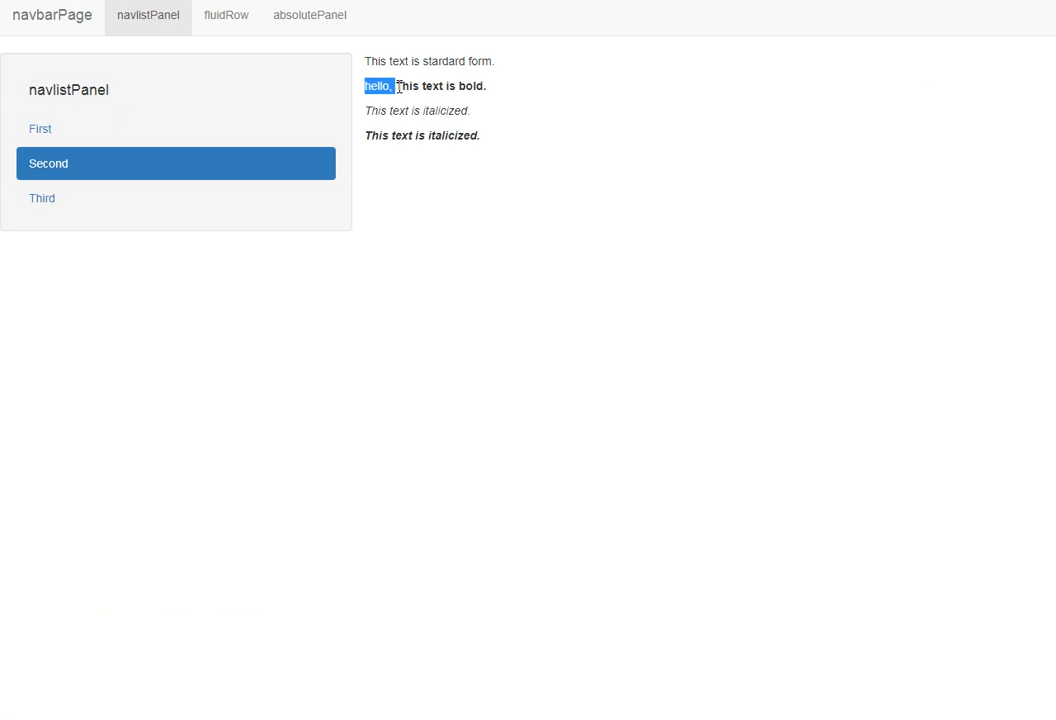 navbarPage navlistPanel fluidRow absolutePanel
This text is stardard form.
navlistPanel
hello, This text is bold.
This text is italicized.
First
This text is italicized.
Second
Third